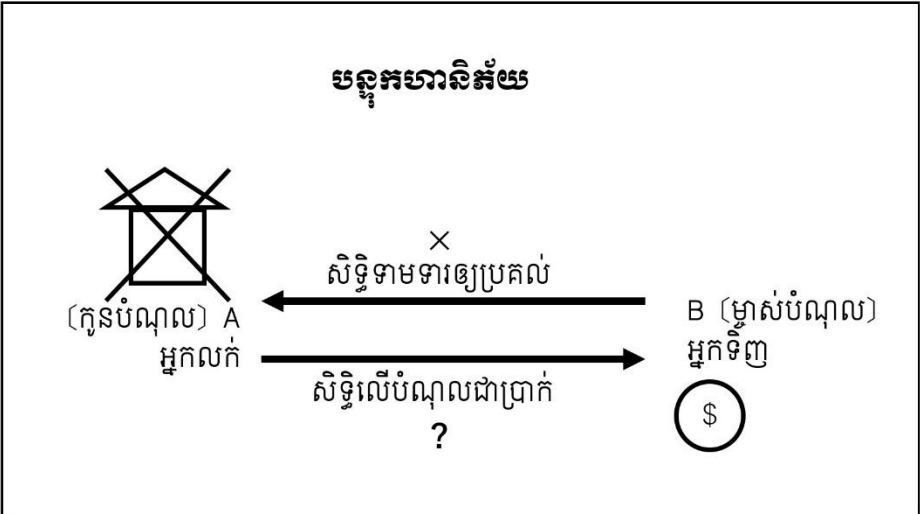 បន្ទុកហានិភ័យ
×
សិទ្ធិទាមទារឲ្យប្រគល់
〔កូនបំណុល〕 A
អ្នកលក់
B 〔ម្ចាស់បំណុល〕
អ្នកទិញ
សិទ្ធិលើបំណុលជាប្រាក់
?
$